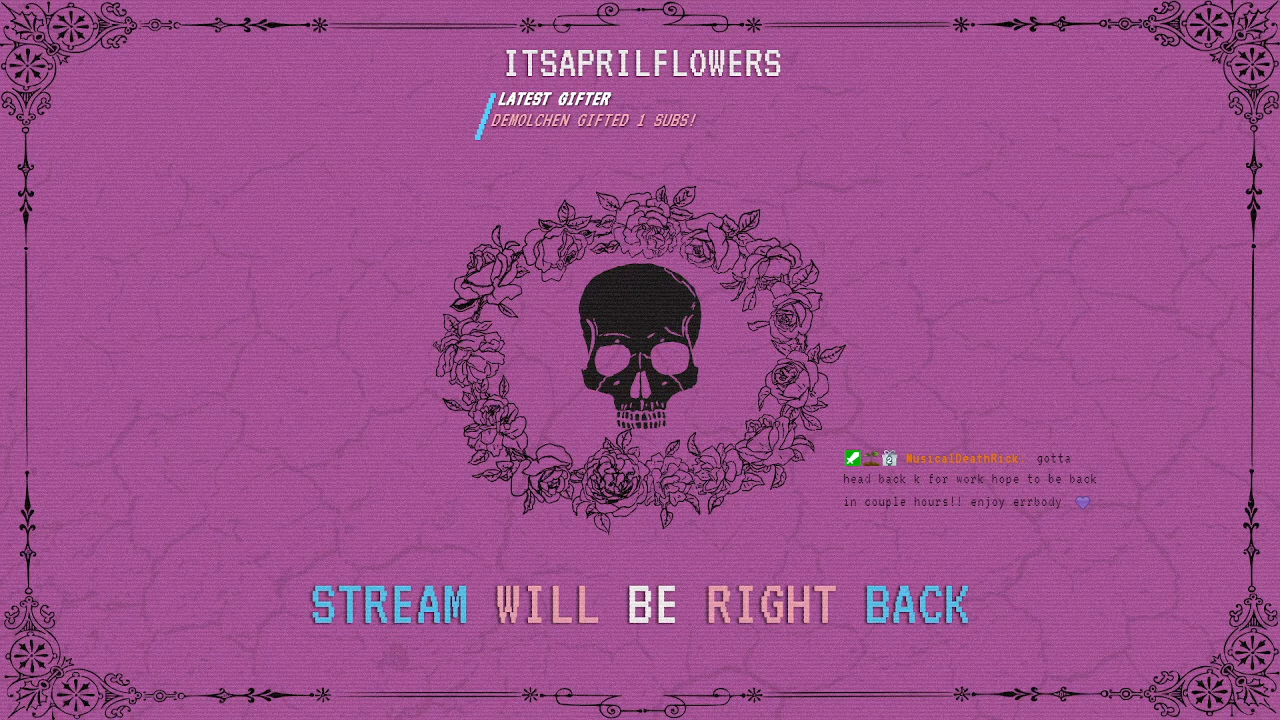 ITSAPRILFLOWERS
LATEST GIFTER
DEMOLCHEN GIFTED 1 SUBS!
2 MusicalDeathRick: gotta
head back k for work hope to be back
in couple hours!! enjoy errbody
STREAM WILL BE RIGHT BACK